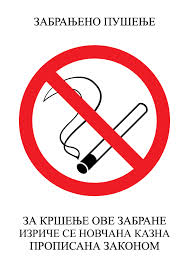 ЗАБРАЊЕНО ПУШЕЊЕ
ЗА КРШЕЊЕ ОВЕ ЗАБРАНЕ
ИЗРИЧЕ СЕ НОВЧАНА КАЗНА
ПРОПИСАНА ЗАКОНОМ